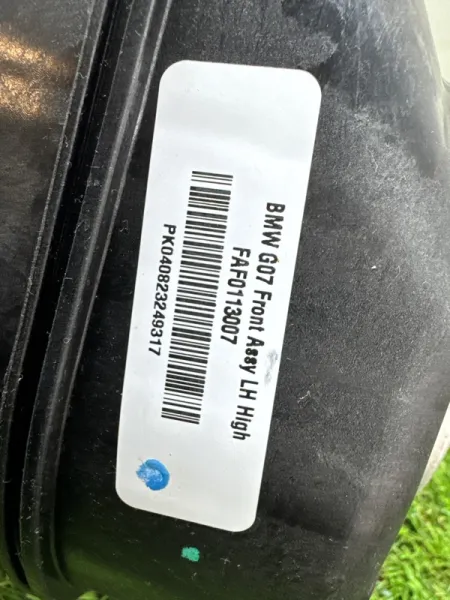 BMW G07 Front Assy LH High
FAF0113007
PK040823249317